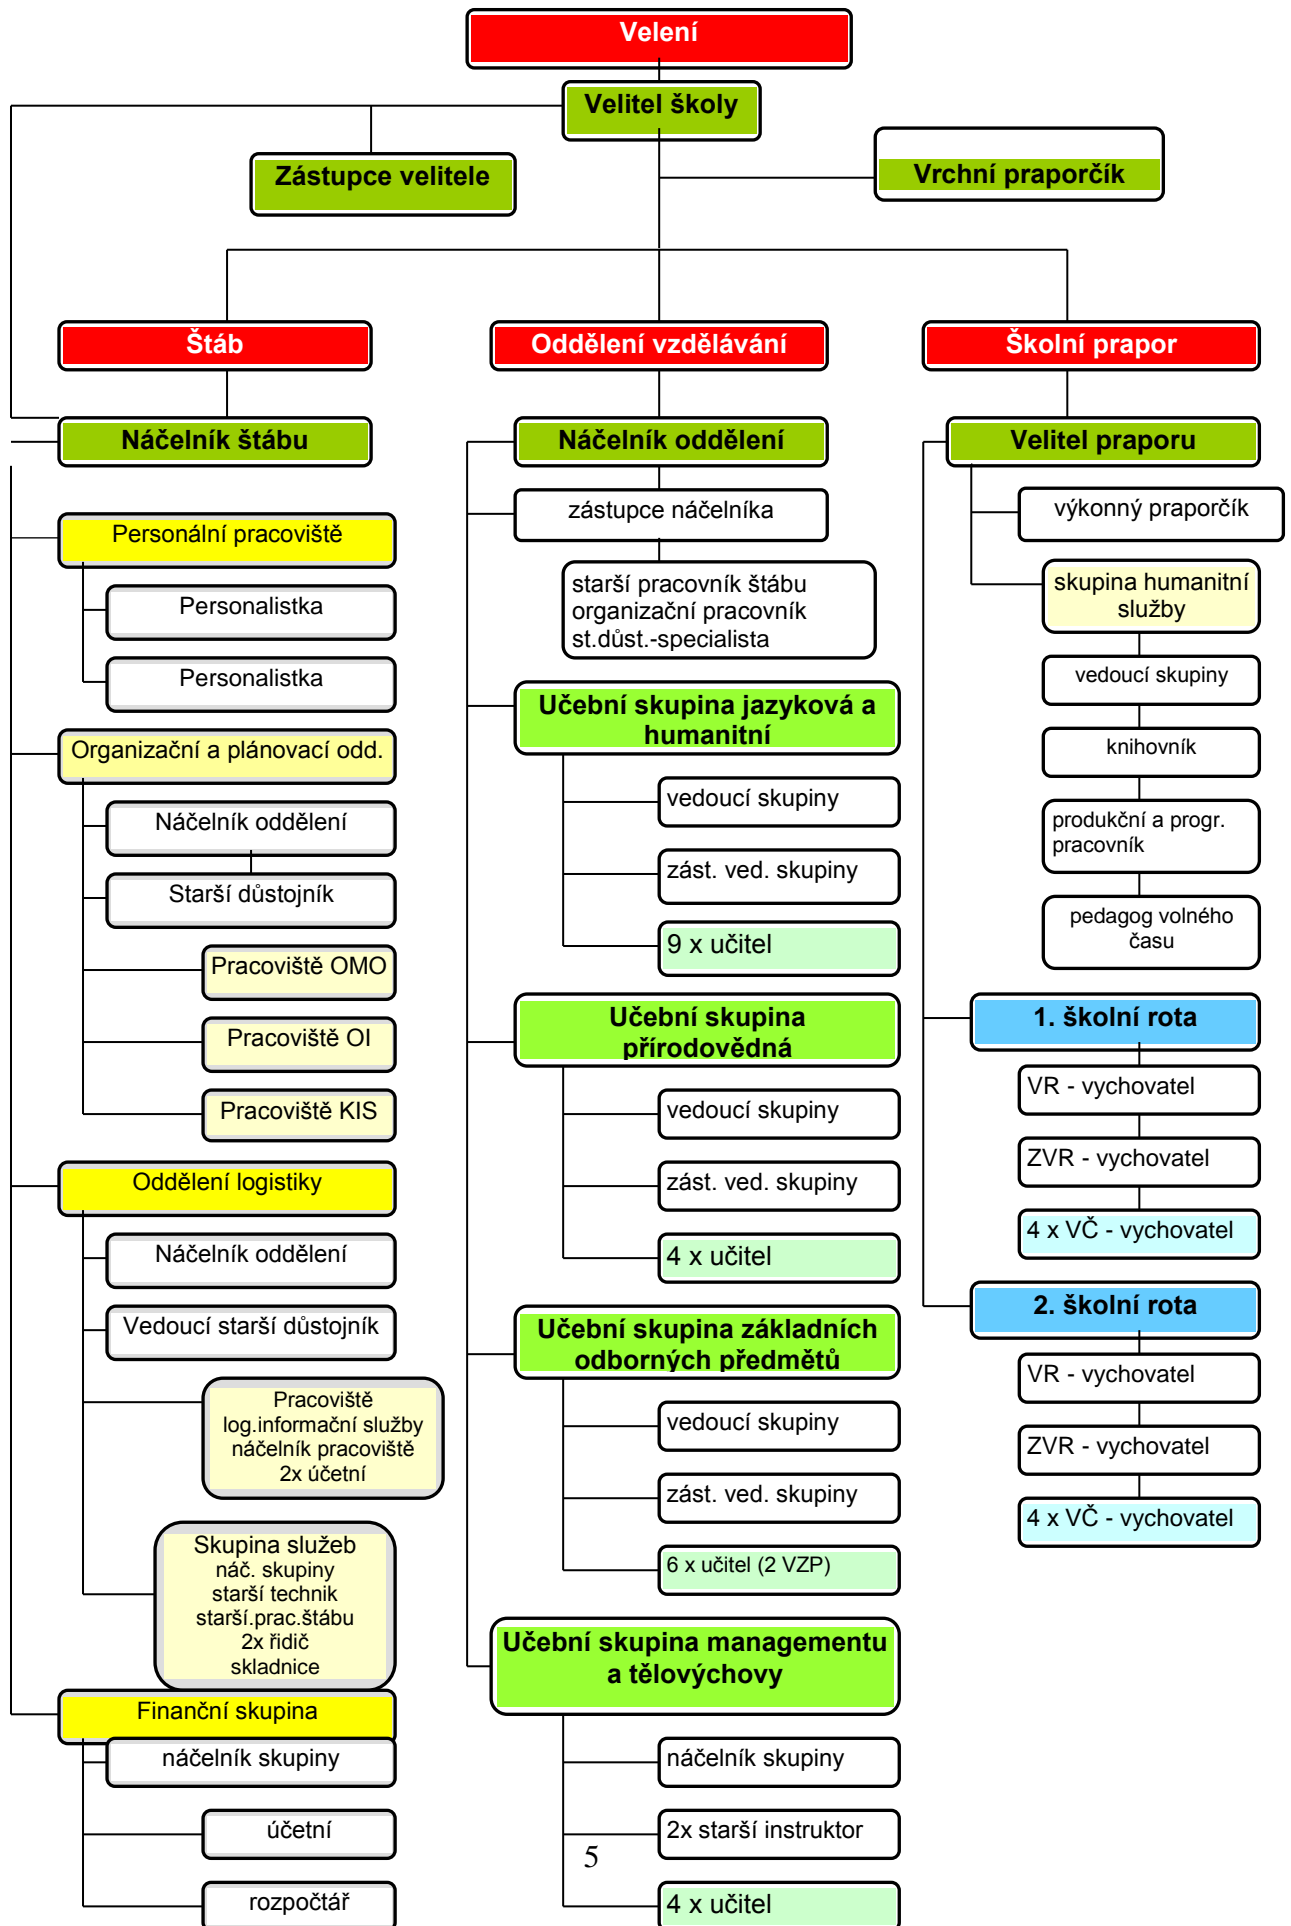 Velení
Velitel školy
Zástupce velitele
Vrchní praporčík
Štáb
Náčelník štábu
Personální pracoviště
Personalistka
Personalistka
Organizační a plánovací odd.
Náčelník oddělení
Starší důstojník
Pracoviště OMO
Pracoviště OI
Pracoviště KIS
Oddělení logistiky
Náčelník oddělení
Vedoucí starší důstojník
Pracoviště
log.informační služby
náčelník pracoviště
2x účetní
Skupina služeb
náč. skupiny
starší technik
starší.prac.štábu
2x řidič
skladnice
Finanční skupina
náčelník skupiny
účetní
rozpočtář
Oddělení vzdělávání
Náčelník oddělení
zástupce náčelníka
starší pracovník štábu
organizační pracovník
st.důst.-specialista
Učební skupina jazyková a
humanitní
vedoucí skupiny
zást. ved. skupiny
9 x učitel
Učební skupina
přírodovědná
vedoucí skupiny
zást. ved. skupiny
4 x učitel
Učební skupina základních
odborných předmětů
vedoucí skupiny
zást. ved. skupiny
6 x učitel (2 VZP)
Učební skupina managementu
a tělovýchovy
náčelník skupiny
2x starší instruktor
4 x učitel
Školní prapor
Velitel praporu
výkonný praporčík
skupina humanitní
služby
vedoucí skupiny
knihovník
produkční a progr.
pracovník
pedagog volného
času
1. školní rota
VR - vychovatel
ZVR - vychovatel
4 x VČ - vychovatel
2. školní rota
VR - vychovatel
ZVR - vychovatel
4 x VČ - vychovatel
5